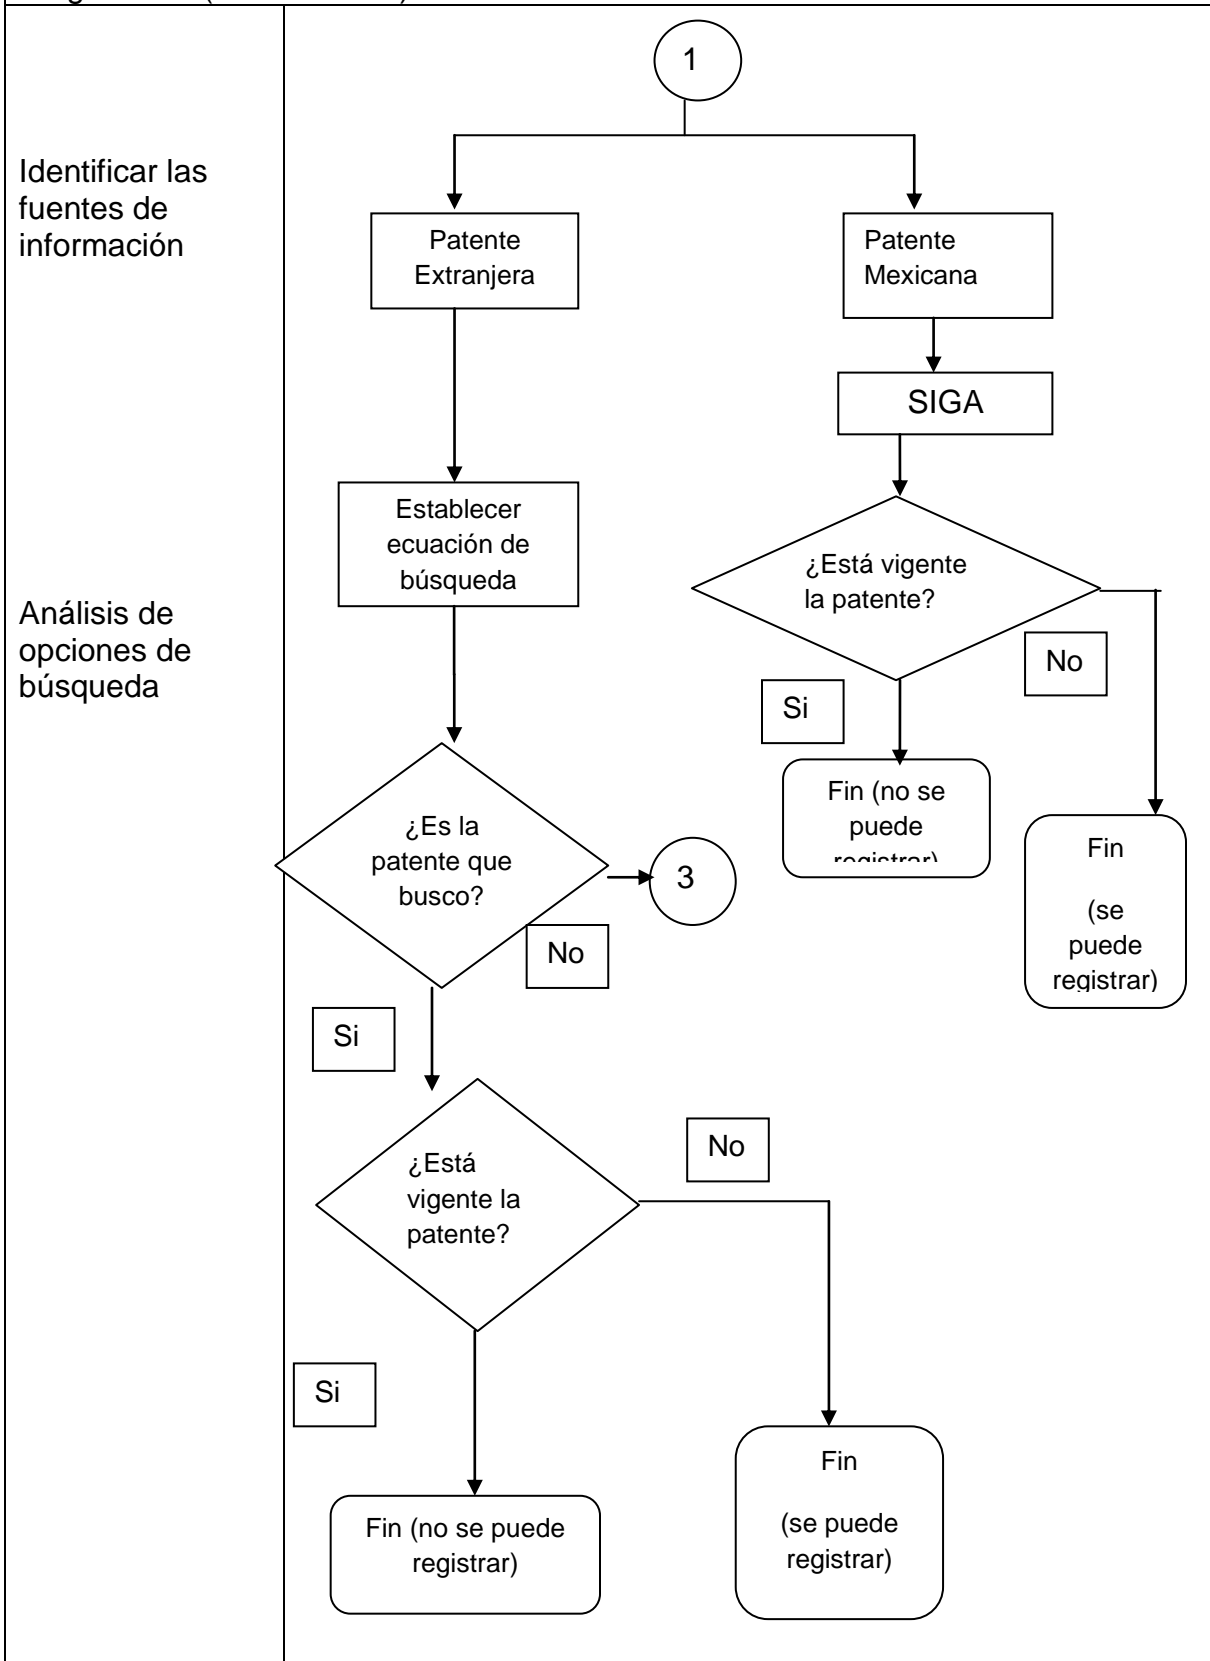 1
Identificar las
fuentes de
información
Patente
Extranjera
Patente
Mexicana
SIGA
Establecer
ecuación de
búsqueda
¿Está vigente
la patente?
Análisis de
opciones de
búsqueda
No
Si
Fin (no se
puede
registrar)
¿Es la
patente que
busco?
3
Fin
(se
puede
registrar)
No
Si
¿Está
vigente la
patente?
No
Si
Fin
(se puede
registrar)
Fin (no se puede
registrar)